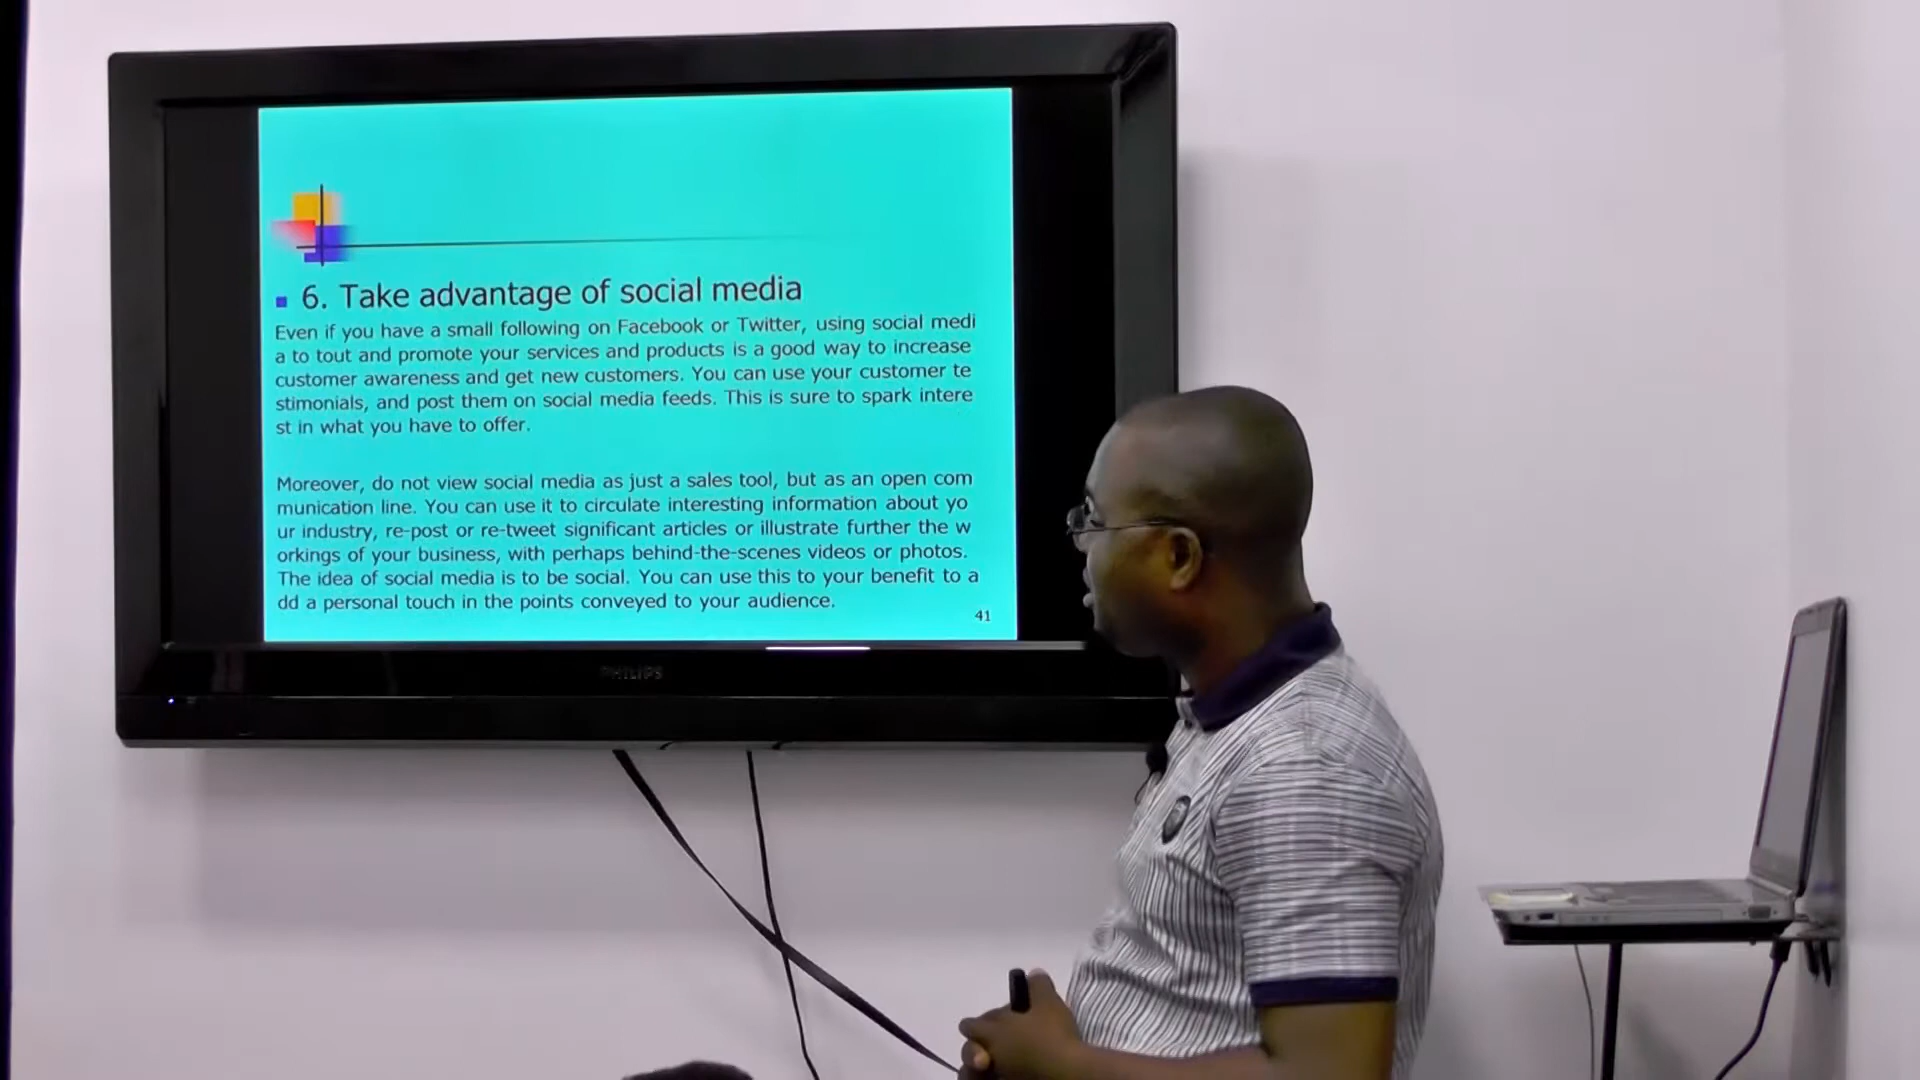 6. Take advantage of social media
Even if you have a small following on Facebook or Twitter, using social medi
a to tout and promote your services and products is a good way to increase
customer awareness and get new customers. You can use your customer te
stimonials, and post them on social media feeds. This is sure to spark intere
st in what you have to offer.
Moreover, do not view social media as just a sales tool, but as an open com
munication line. You can use it to circulate interesting information about yo
ur industry, re-post or re-tweet significant articles or illustrate further the w
orkings of your business, with perhaps behind-the-scenes videos or photos.
The idea of social media is to be social. You can use this to your benefit to a
dd a personal touch in the points conveyed to your audience.
41
PHILIPS